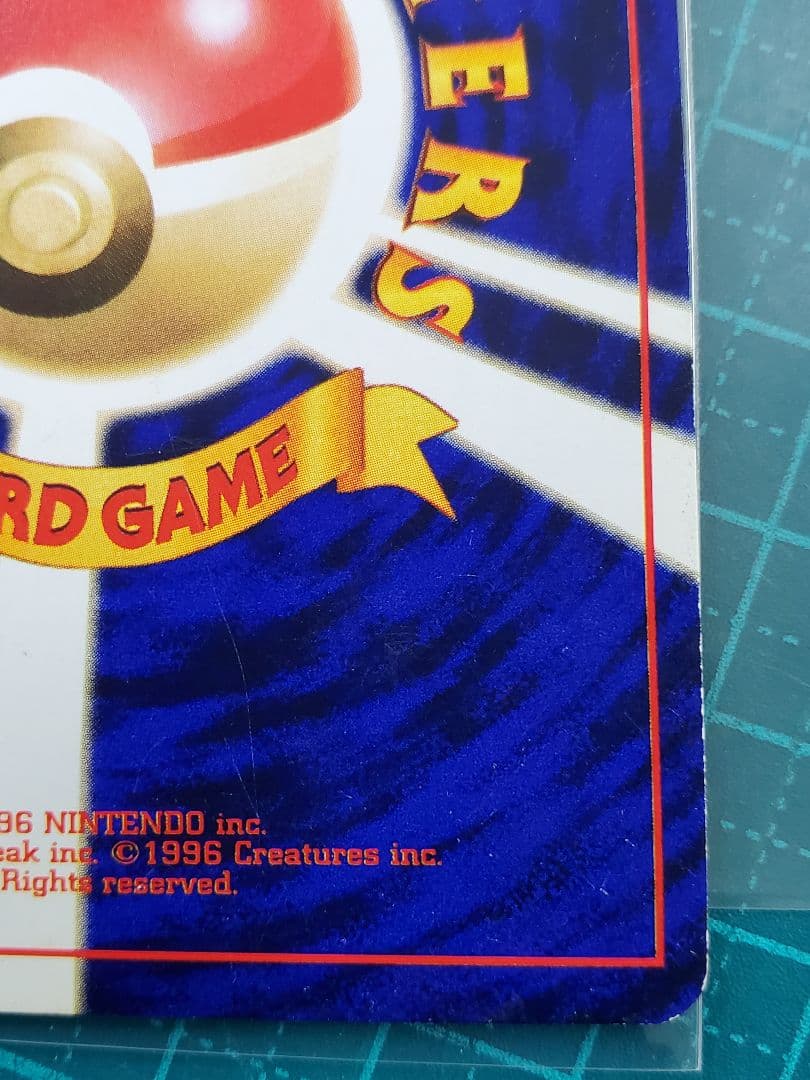 ERS
RD GAME
96 NINTENDO inc.
eak inc. ©1996 Creatures inc.
Rights reserved.